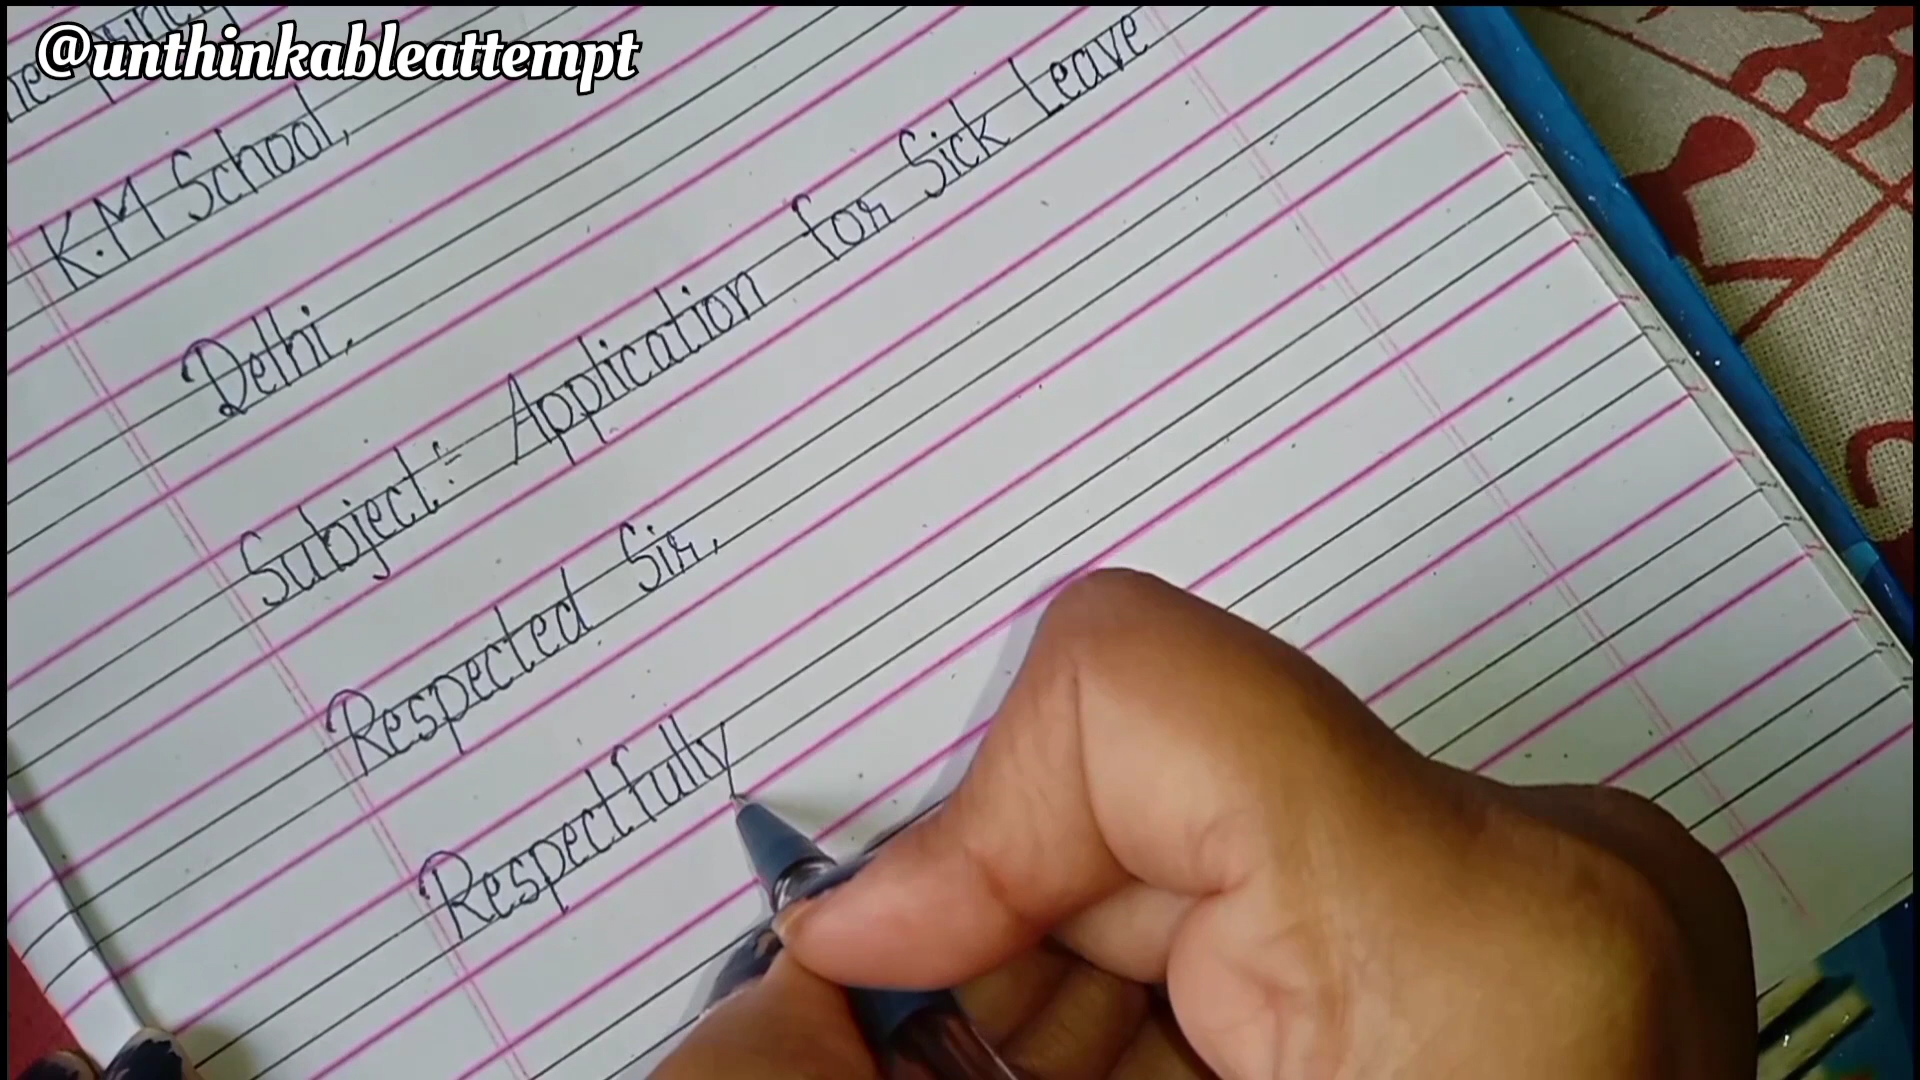 @unthinkableattempt
K.M School,
Delhi.
Subject:- Application for Sick Leave
Respected Sir,
Respectfully